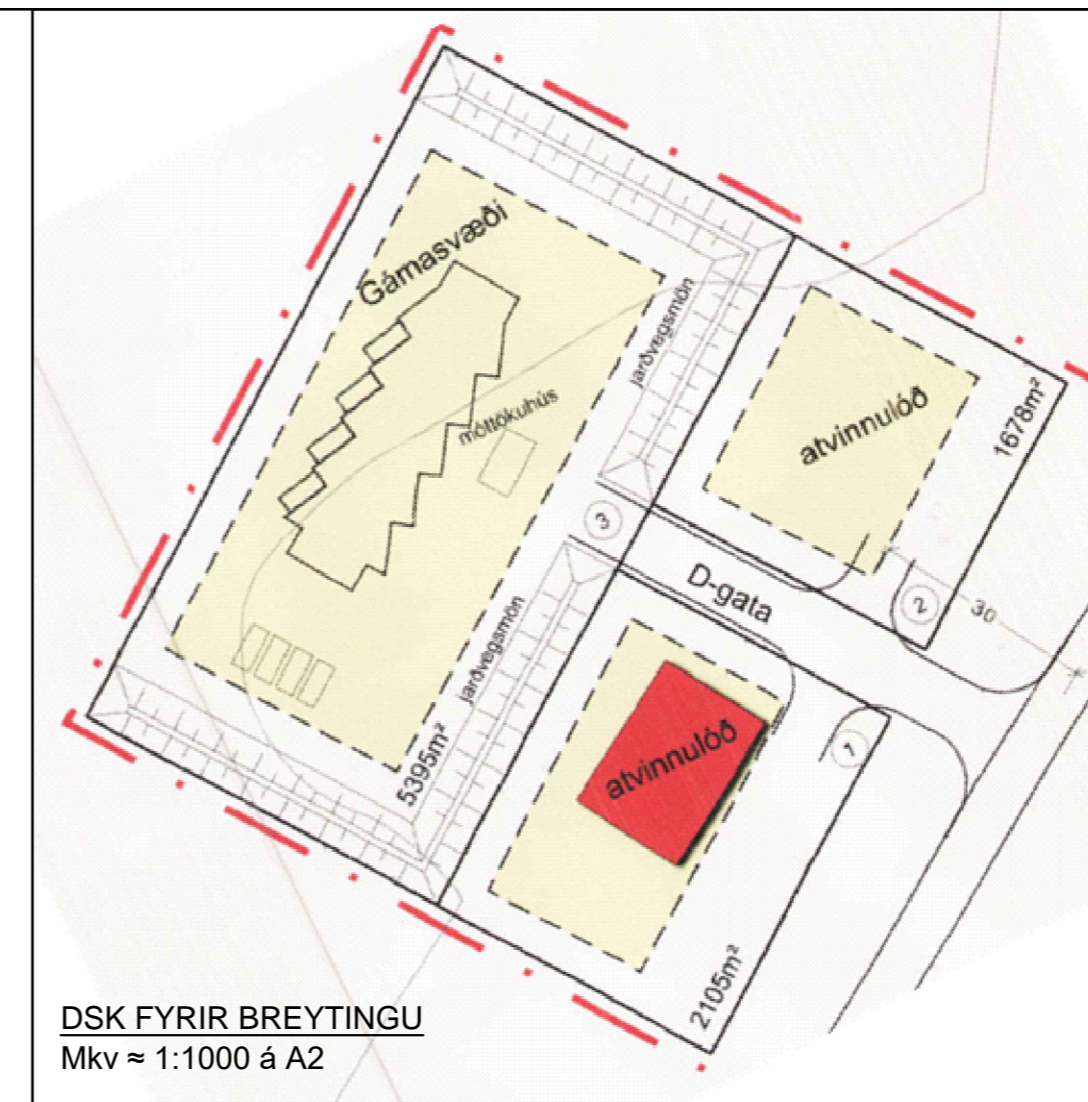 Gámasvæði
jarðvegsmön
móttökuhús
atvinnulóð
1678m²
3
D-gata
2
30
jarðvegsmön
5395m²
atvinnulóð
1
2105m²
DSK FYRIR BREYTINGU
Mkv ≈ 1:1000 á A2